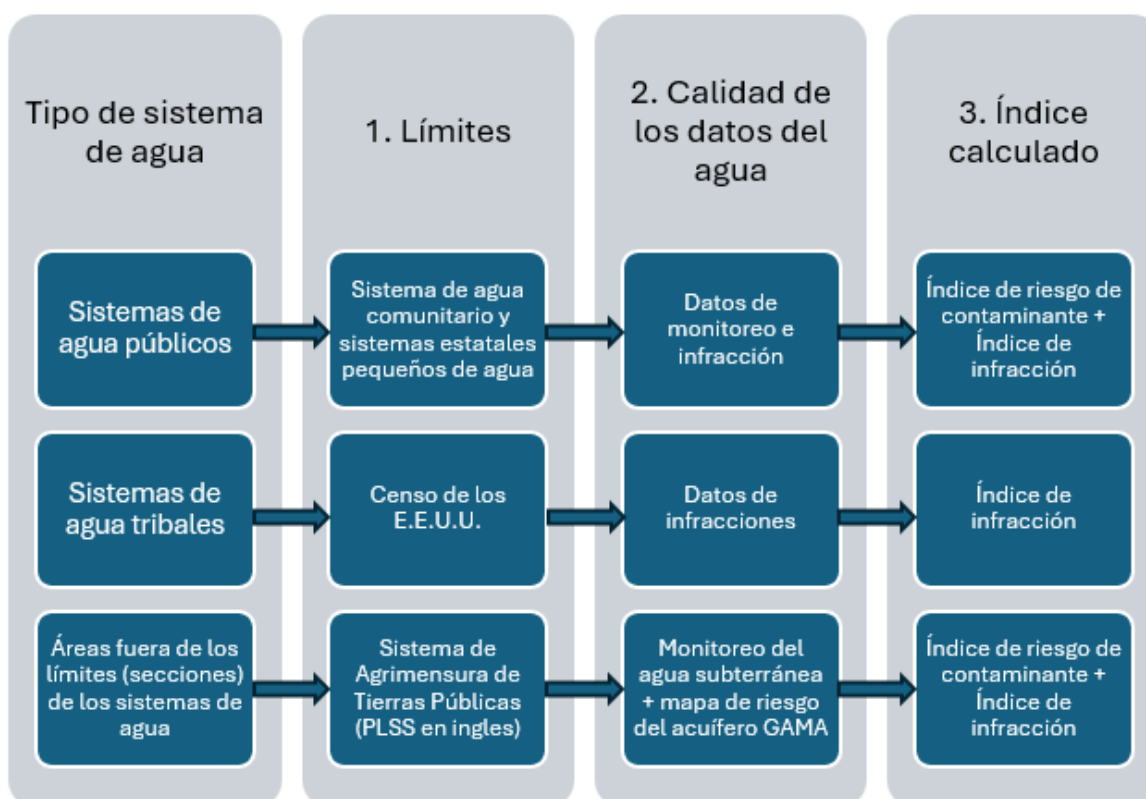 Tipo de sistema
de agua
1. Límites
2. Calidad de
los datos del
agua
3. Índice
calculado
Sistemas de
agua públicos
Sistema de agua
comunitario y
sistemas estatales
pequeños de agua
Datos de
monitoreo e
infracción
Índice de riesgo de
contaminante +
Índice de
infracción
Sistemas de
agua tribales
Censo de los
E.E.U.U.
Datos de
infracciones
Índice de
infracción
Áreas fuera de los
límites (secciones)
de los sistemas de
agua
Sistema de
Agrimensura de
Tierras Públicas
(PLSS en ingles)
Monitoreo del
agua subterránea
+ mapa de riesgo
del acuífero GAMA
Índice de riesgo de
contaminante +
Índice de
infracción